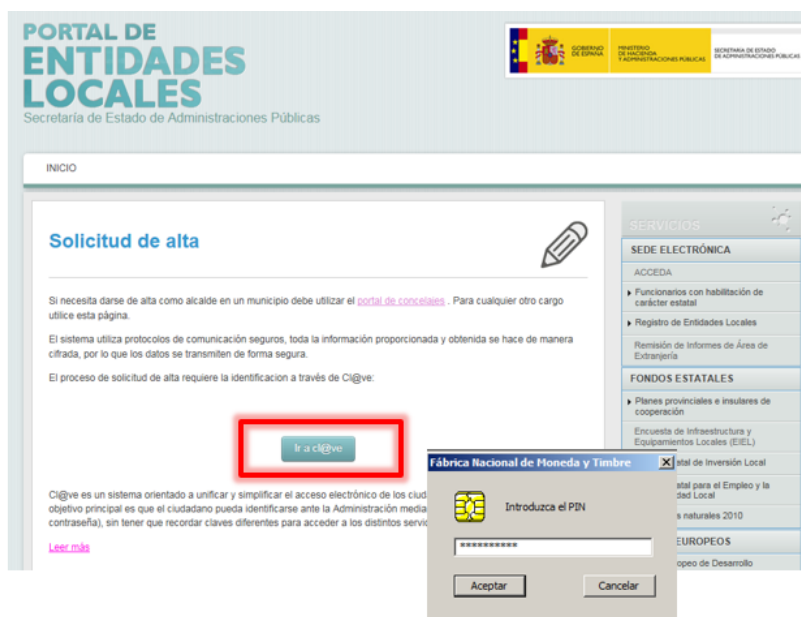 PORTAL DE
ENTIDADES
LOCALES
Secretaría de Estado de Administraciones Públicas
GOBIERNO
DE ESPAÑA
MINISTERIO
DE HACIENDA
Y ADMINISTRACIONES PÚBLICAS
SECRETARÍA DE ESTADO
DE ADMINISTRACIONES PÚBLICAS
INICIO
Solicitud de alta
Si necesita darse de alta como alcalde en un municipio debe utilizar el portal de concelajes . Para cualquier otro cargo
utilice esta página.
El sistema utiliza protocolos de comunicación seguros, toda la información proporcionada y obtenida se hace de manera
cifrada, por lo que los datos se transmiten de forma segura.
El proceso de solicitud de alta requiere la identificacion a través de Cl@ve:
Ir a cl@ve
Cl@ve es un sistema orientado a unificar y simplificar el acceso electrónico de los ciud
objetivo principal es que el ciudadano pueda identificarse ante la Administración media
contraseña), sin tener que recordar claves diferentes para acceder a los distintos servic
Leer más
SERVICIOS
SEDE ELECTRÓNICA
ACCEDA
Funcionarios con habilitación de
carácter estatal
Registro de Entidades Locales
Remisión de Informes de Área de
Extranjería
FONDOS ESTATALES
Planes provinciales e insulares de
cooperación
Encuesta de Infraestructura y
Equipamientos Locales (EIEL)
atal de Inversión Local
atal para el Empleo y la
dad Local
s naturales 2010
EUROPEOS
opeo de Desarrollo
Fábrica Nacional de Moneda y Timbre
Introduzca el PIN
**********
Aceptar
Cancelar